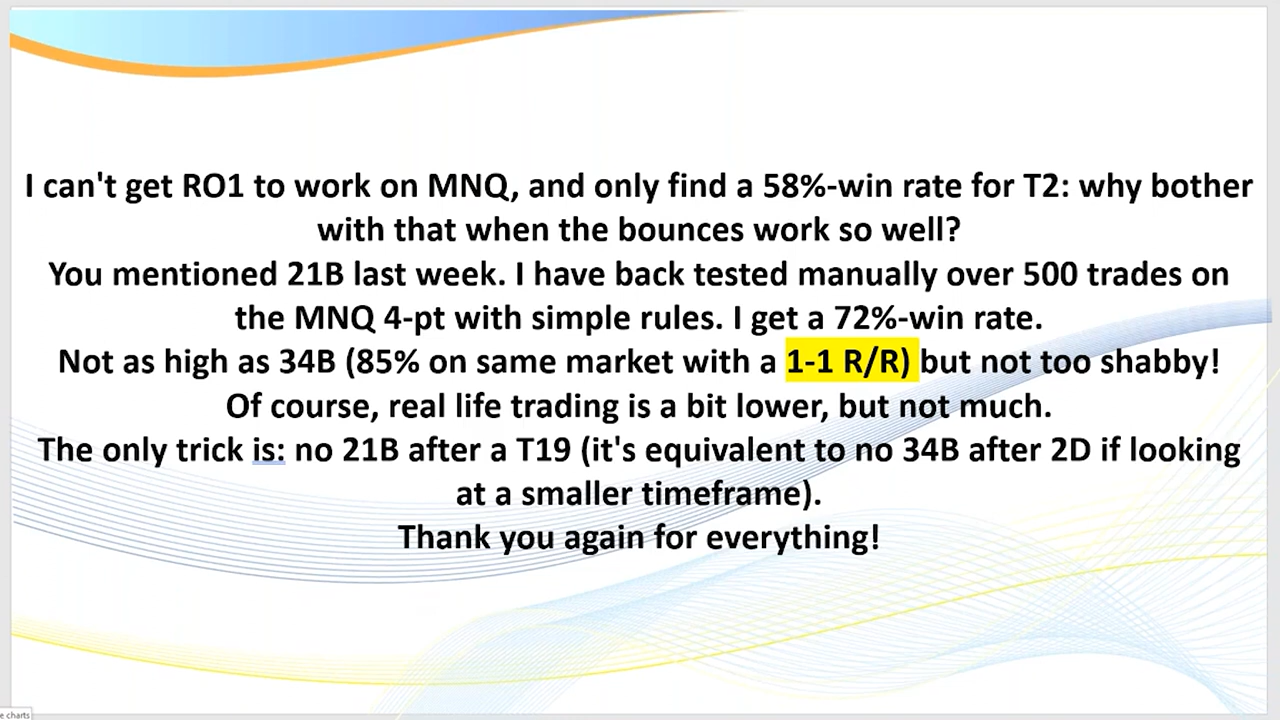 I can't get RO1 to work on MNQ, and only find a 58%-win rate for T2: why bother
with that when the bounces work so well?
You mentioned 21B last week. I have back tested manually over 500 trades on
the MNQ 4-pt with simple rules. I get a 72%-win rate.
Not as high as 34B (85% on same market with a 1-1 R/R) but not too shabby!
Of course, real life trading is a bit lower, but not much.
The only trick is: no 21B after a T19 (it's equivalent to no 34B after 2D if looking
at a smaller timeframe).
Thank you again for everything!
e charts